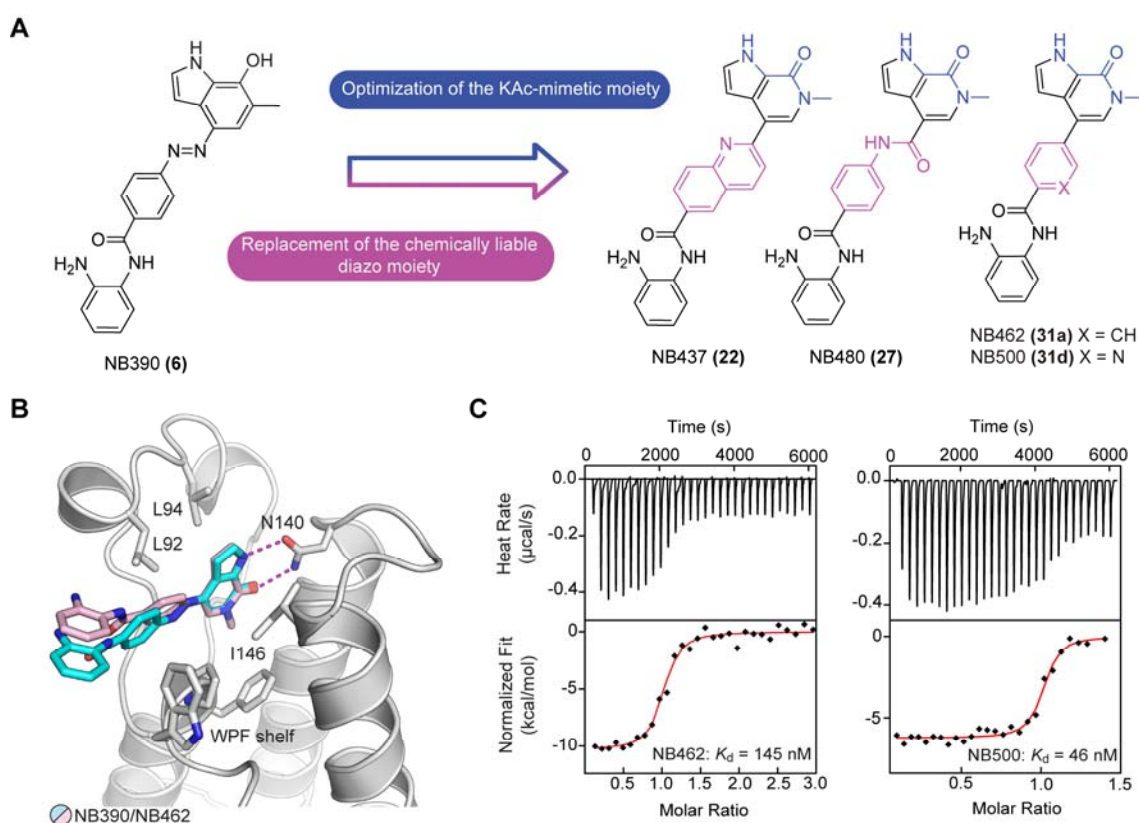 A
H
N
OH
N=N
O
NH
H₂N
NB390 (6)
Optimization of the KAc-mimetic moiety
Replacement of the chemically liable
diazo moiety
H
N
O
N
N
O
NH
H₂N
NB437 (22)
H
N
O
N
HN
O
O
NH
H₂N
NB480 (27)
H
N
O
N
X
O
NH
H₂N
NB462 (31a) X = CH
NB500 (31d) X = N
B
L94
L92
N140
I146
WPF shelf
NB390/NB462
C
Time (s)
0 2000 4000 6000
Heat Rate
(µcal/s)
0.0
-0.2
-0.4
Normalized Fit
(kcal/mol)
0
-5
-10
NB462: Kd = 145 nM
0.5 1.0 1.5 2.0 2.5 3.0
Molar Ratio
Time (s)
0 2000 4000 6000
0.0
-0.2
-0.4
0
-5
NB500: Kd = 46 nM
0.5 1.0 1.5
Molar Ratio